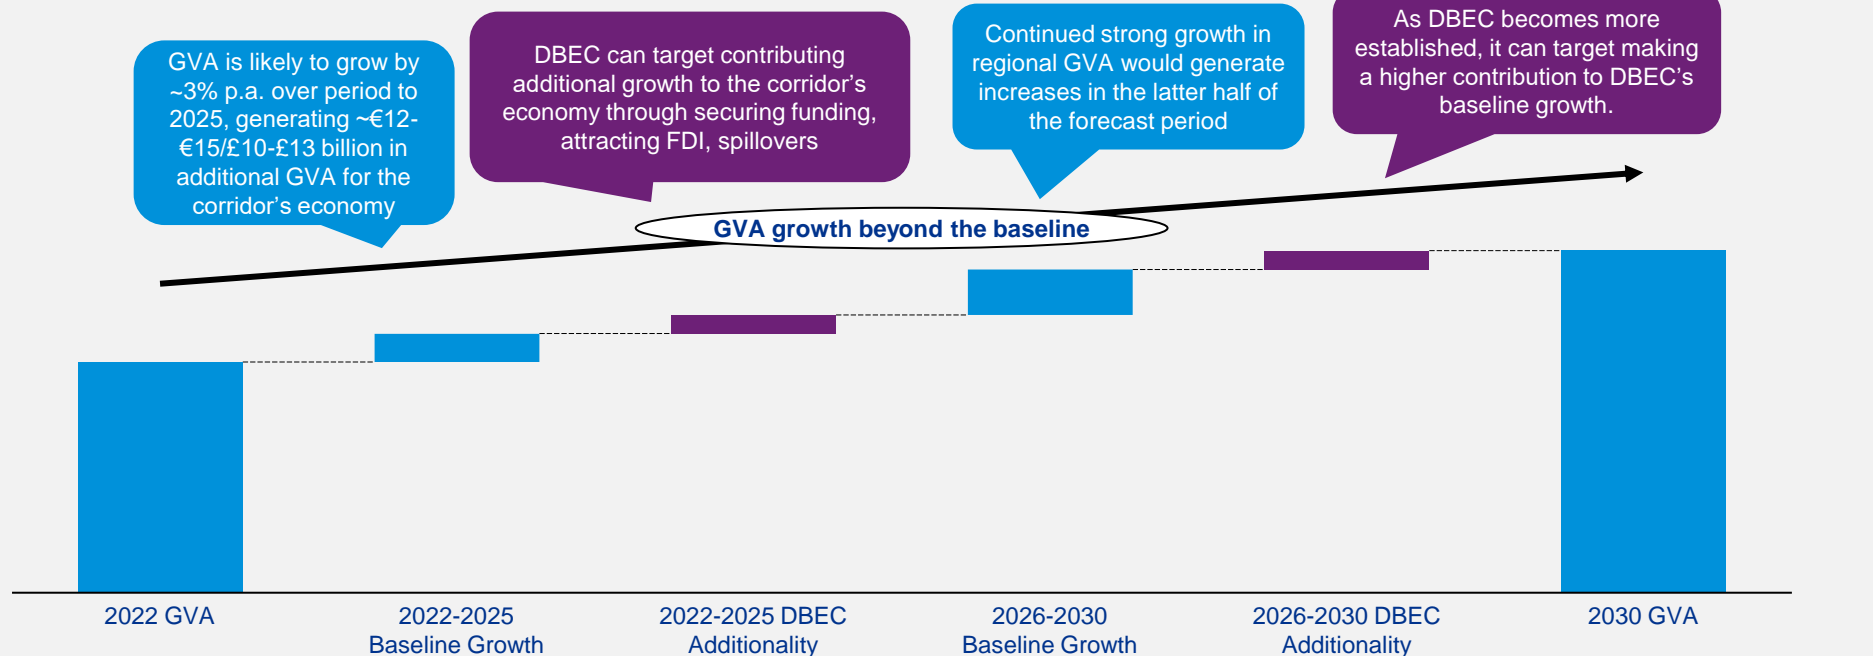 GVA is likely to grow by
~3% p.a. over period to
2025, generating ~€12-
€15/£10-£13 billion in
additional GVA for the
corridor's economy
DBEC can target contributing
additional growth to the corridor's
economy through securing funding,
attracting FDI, spillovers
Continued strong growth in
regional GVA would generate
increases in the latter half of
the forecast period
As DBEC becomes more
established, it can target making
a higher contribution to DBEC's
baseline growth.
GVA growth beyond the baseline
2022 GVA
2022-2025
Baseline Growth
2022-2025 DBEC
Additionality
2026-2030
Baseline Growth
2026-2030 DBEC
Additionality
2030 GVA